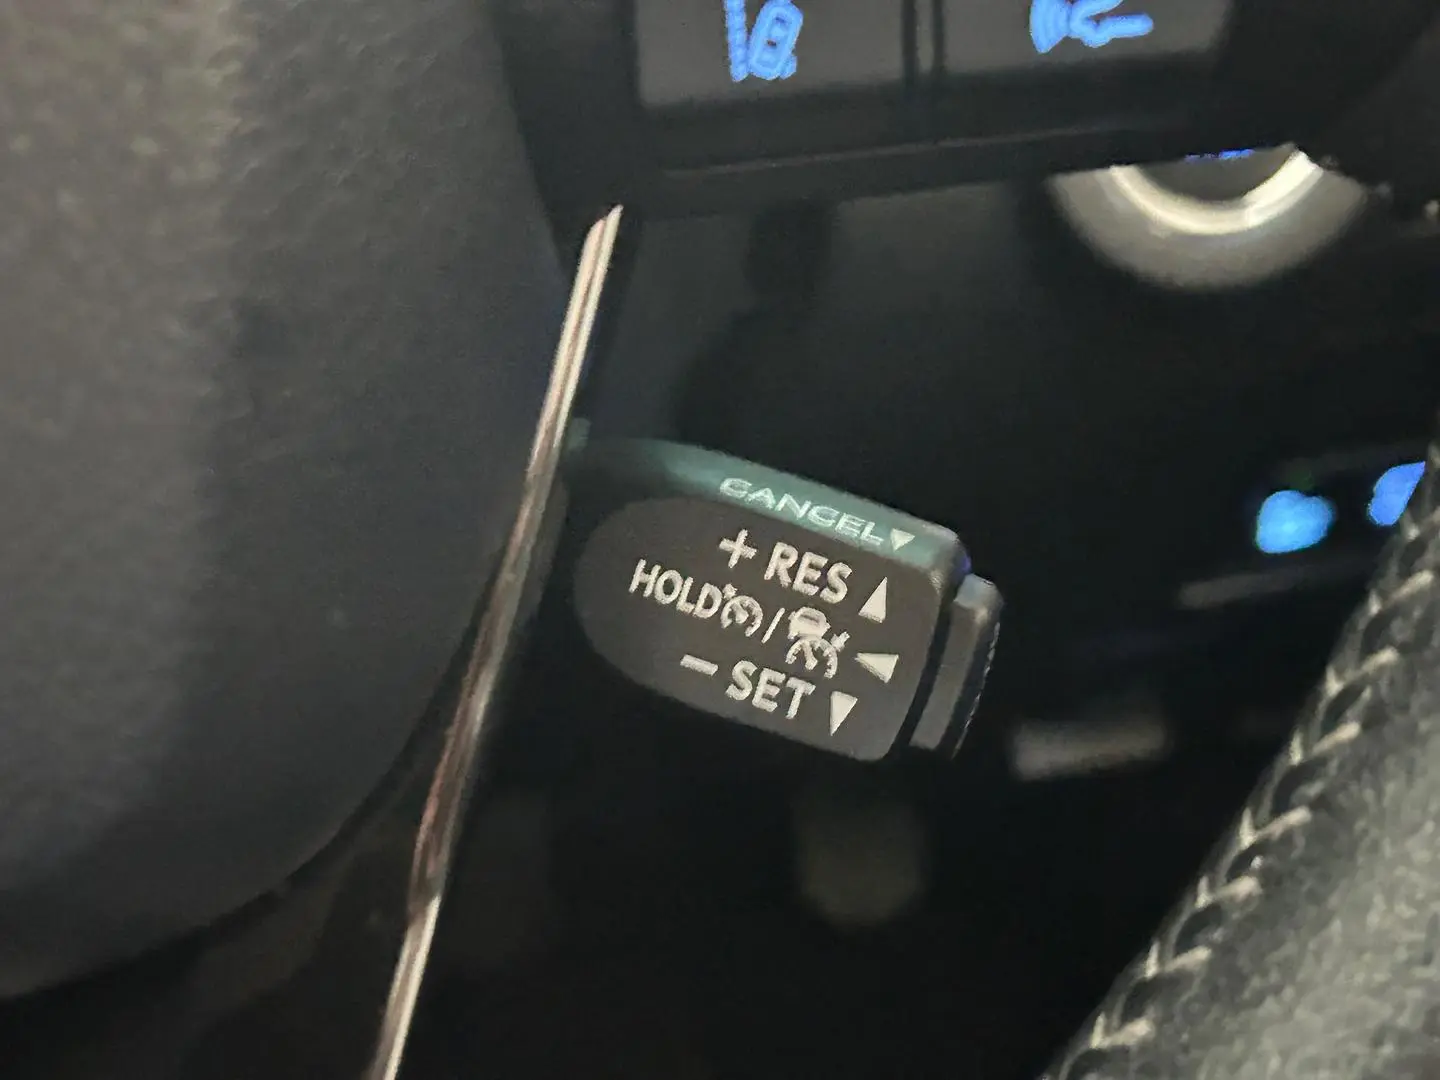 CANCEL
+ RES
HOLD /
- SET